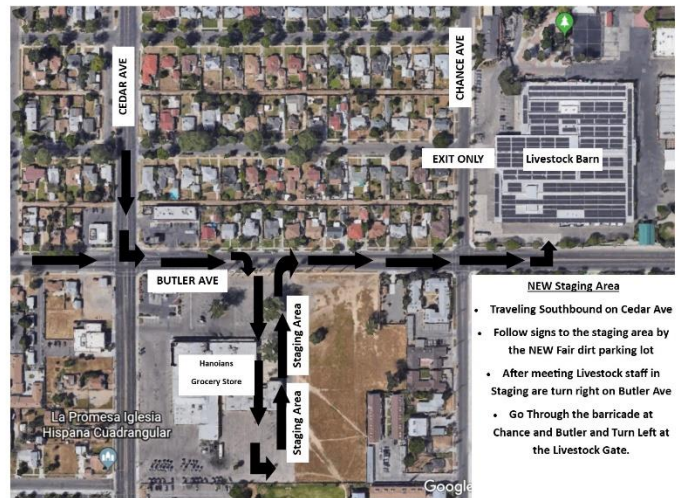 CEDAR AVE
CHANCE AVE
EXIT ONLY
Livestock Barn
BUTLER AVE
Staging Area
Staging Area
Hanoians
Grocery Store
La Promesa Iglesia
Hispana Cuadrangular
Google
NEW Staging Area
• Traveling Southbound on Cedar Ave
• Follow signs to the staging area by
the NEW Fair dirt parking lot
• After meeting Livestock staff in
Staging are turn right on Butler Ave
• Go Through the barricade at
Chance and Butler and Turn Left at
the Livestock Gate.